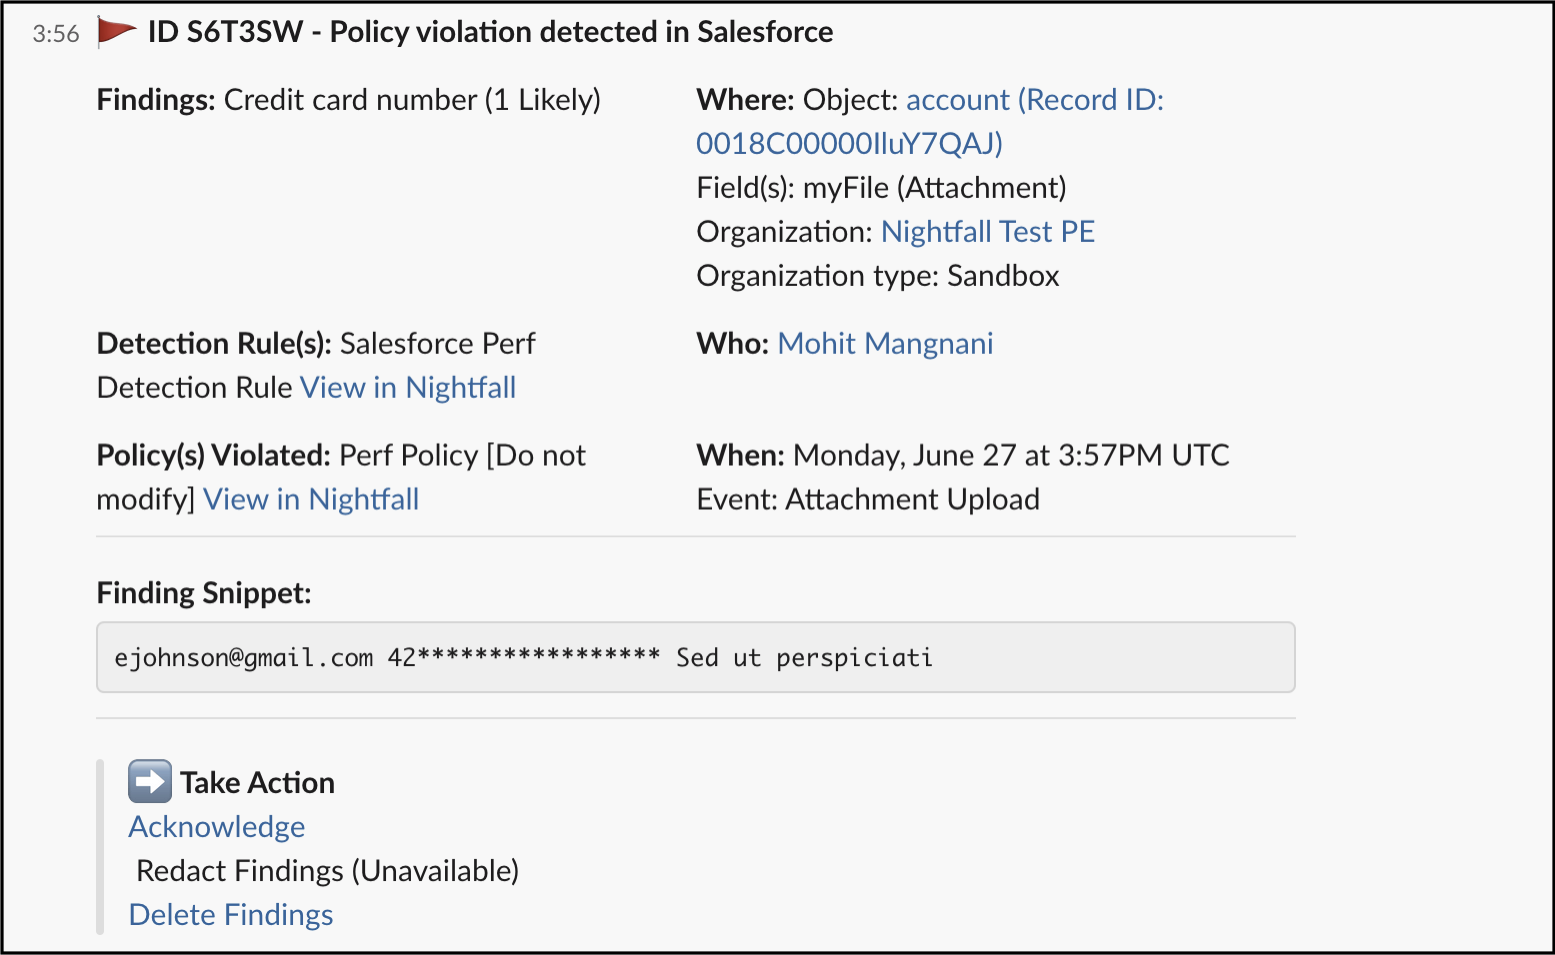 3:56 ID S6T3SW - Policy violation detected in Salesforce
Findings: Credit card number (1 Likely)
Where: Object: account (Record ID:
0018C00000IluY7QAJ)
Field(s): myFile (Attachment)
Organization: Nightfall Test PE
Organization type: Sandbox
Detection Rule(s): Salesforce Perf
Detection Rule View in Nightfall
Who: Mohit Mangnani
Policy(s) Violated: Perf Policy [Do not
modify] View in Nightfall
When: Monday, June 27 at 3:57PM UTC
Event: Attachment Upload
Finding Snippet:
ejohnson@gmail.com 42***************** Sed ut perspiciati
Take Action
Acknowledge
Redact Findings (Unavailable)
Delete Findings